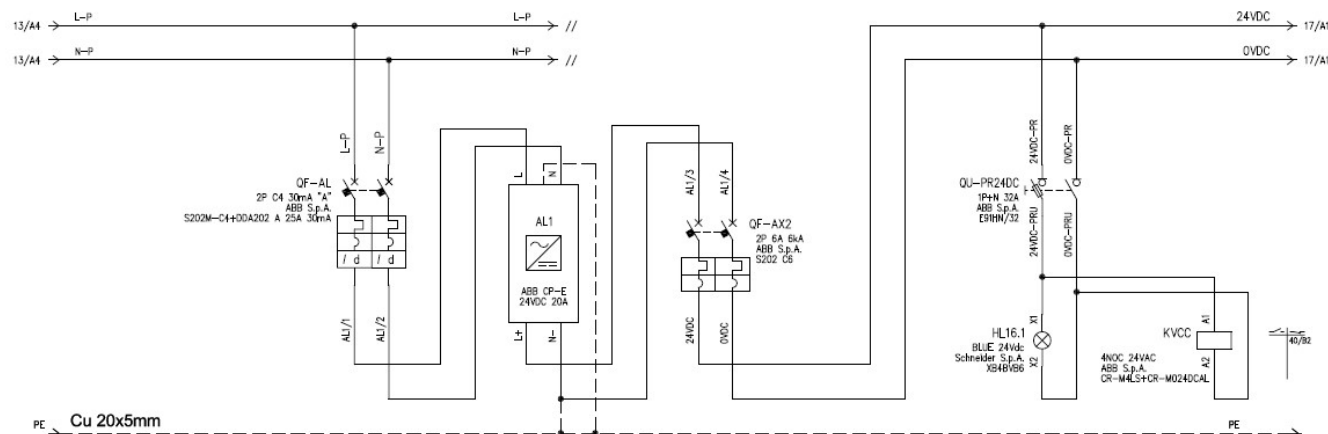 13/A4 L-P L-P //
24VDC 17/A1
13/A4 N-P N-P //
0VDC 17/A1
L-P
N-P
QF-AL
2P C4 30mA "A"
ABB S.p.A.
S202M-C4+DDA202 A 25A 30mA
I d I d
AL1/1
AL1/2
L
N
AL1
ABB CP-E
24VDC 20A
L+
N-
AL1/3
AL1/4
QF-AX2
2P 6A 6kA
ABB S.p.A.
S202 C6
24VDC
0VDC
24VDC-PR
0VDC-PR
QU-PR24DC
1P+N 32A
ABB S.p.A.
E91HN/32
24VDC-PRU
0VDC-PRU
X1
HL16.1
BLUE 24Vdc
Schneider S.p.A.
XB4BVB6
X2
A1
KVCC
4NOC 24VAC
ABB S.p.A.
CR-M4LS+CR-M024DCAL
A2
40/B2
PE Cu 20x5mm PE